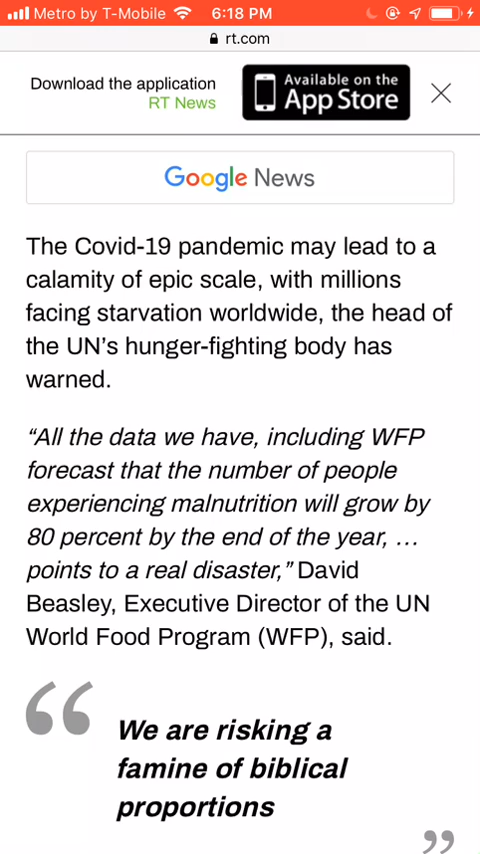 Metro by T-Mobile 6:18 PM
rt.com
Download the application
RT News
Available on the
App Store
Google News
The Covid-19 pandemic may lead to a
calamity of epic scale, with millions
facing starvation worldwide, the head of
the UN’s hunger-fighting body has
warned.
“All the data we have, including WFP
forecast that the number of people
experiencing malnutrition will grow by
80 percent by the end of the year, …
points to a real disaster,” David
Beasley, Executive Director of the UN
World Food Program (WFP), said.
“
We are risking a
famine of biblical
proportions
”